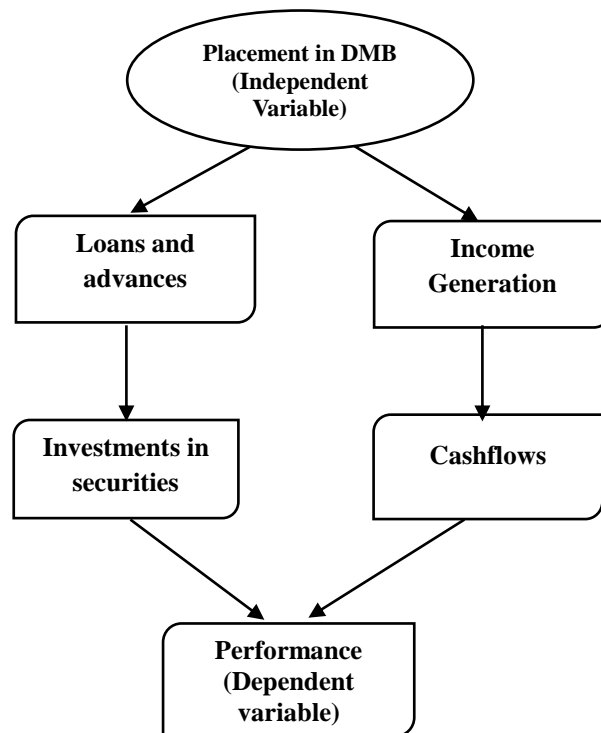 Placement in DMB
(Independent
Variable)
Loans and
advances
Income
Generation
Investments in
securities
Cashflows
Performance
(Dependent
variable)